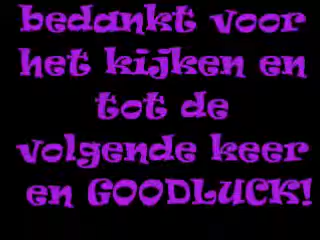 bedankt voor
het kijken en
tot de
volgende keer
en GOODLUCK!